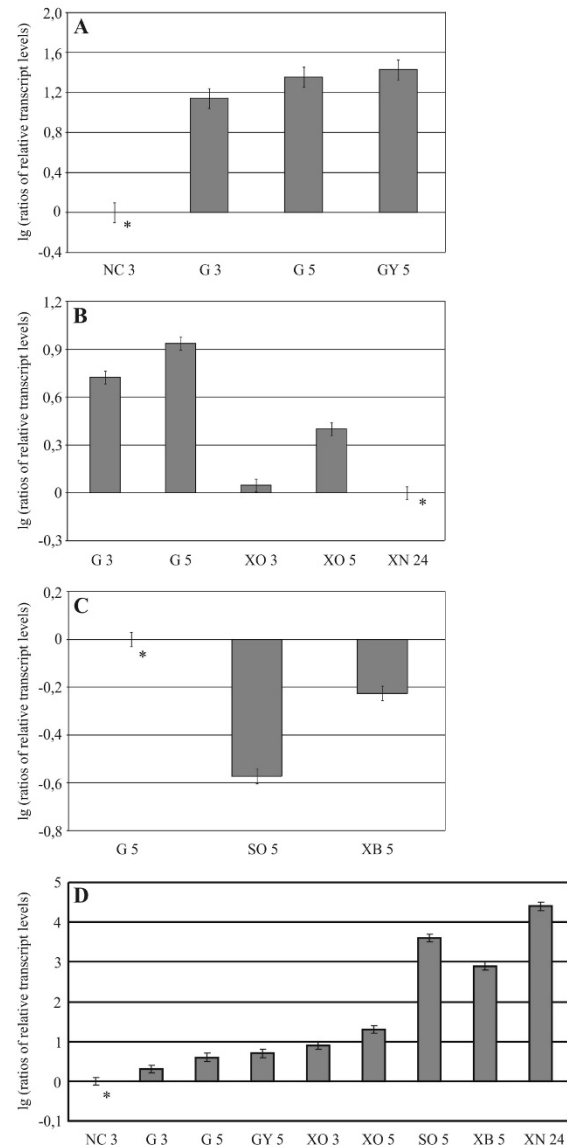 A
lg (ratios of relative transcript levels)
2,0
1,6
1,2
0,8
0,4
0
-0,4
*
NC 3 G 3 G 5 GY 5
B
lg (ratios of relative transcript levels)
1,2
0,9
0,6
0,3
0
-0,3
*
G 3 G 5 XO 3 XO 5 XN 24
C
lg (ratios of relative transcript levels)
0,2
0
-0,2
-0,4
-0,6
-0,8
*
G 5 SO 5 XB 5
D
lg (ratios of relative transcript levels)
5
4
3
2
1
0
-0,1
*
NC 3 G 3 G 5 GY 5 XO 3 XO 5 SO 5 XB 5 XN 24